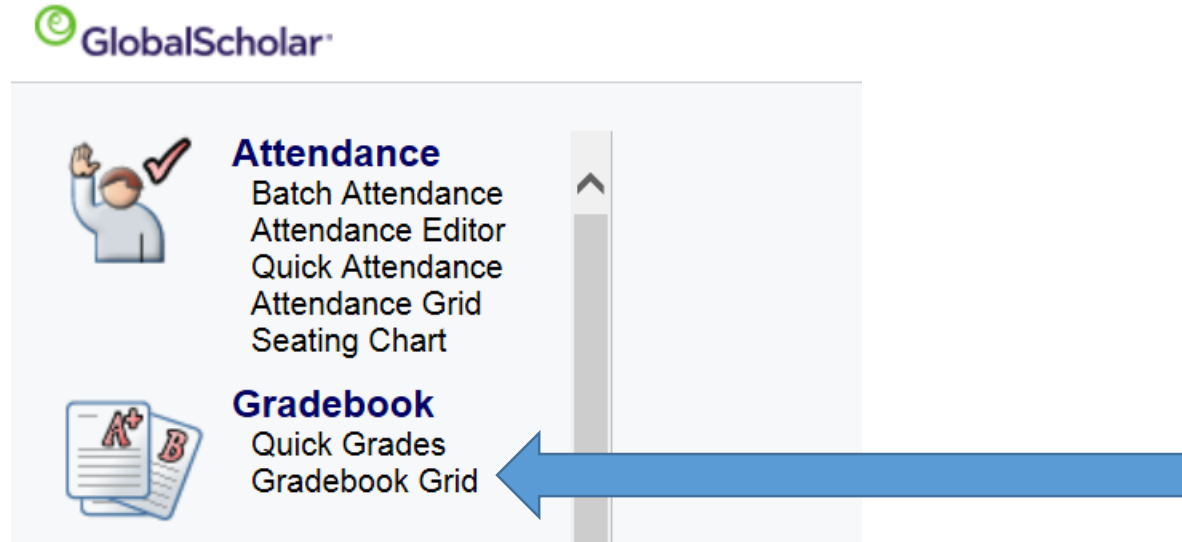 GlobalScholar
Attendance
Batch Attendance
Attendance Editor
Quick Attendance
Attendance Grid
Seating Chart
Gradebook
A+
B
Quick Grades
Gradebook Grid